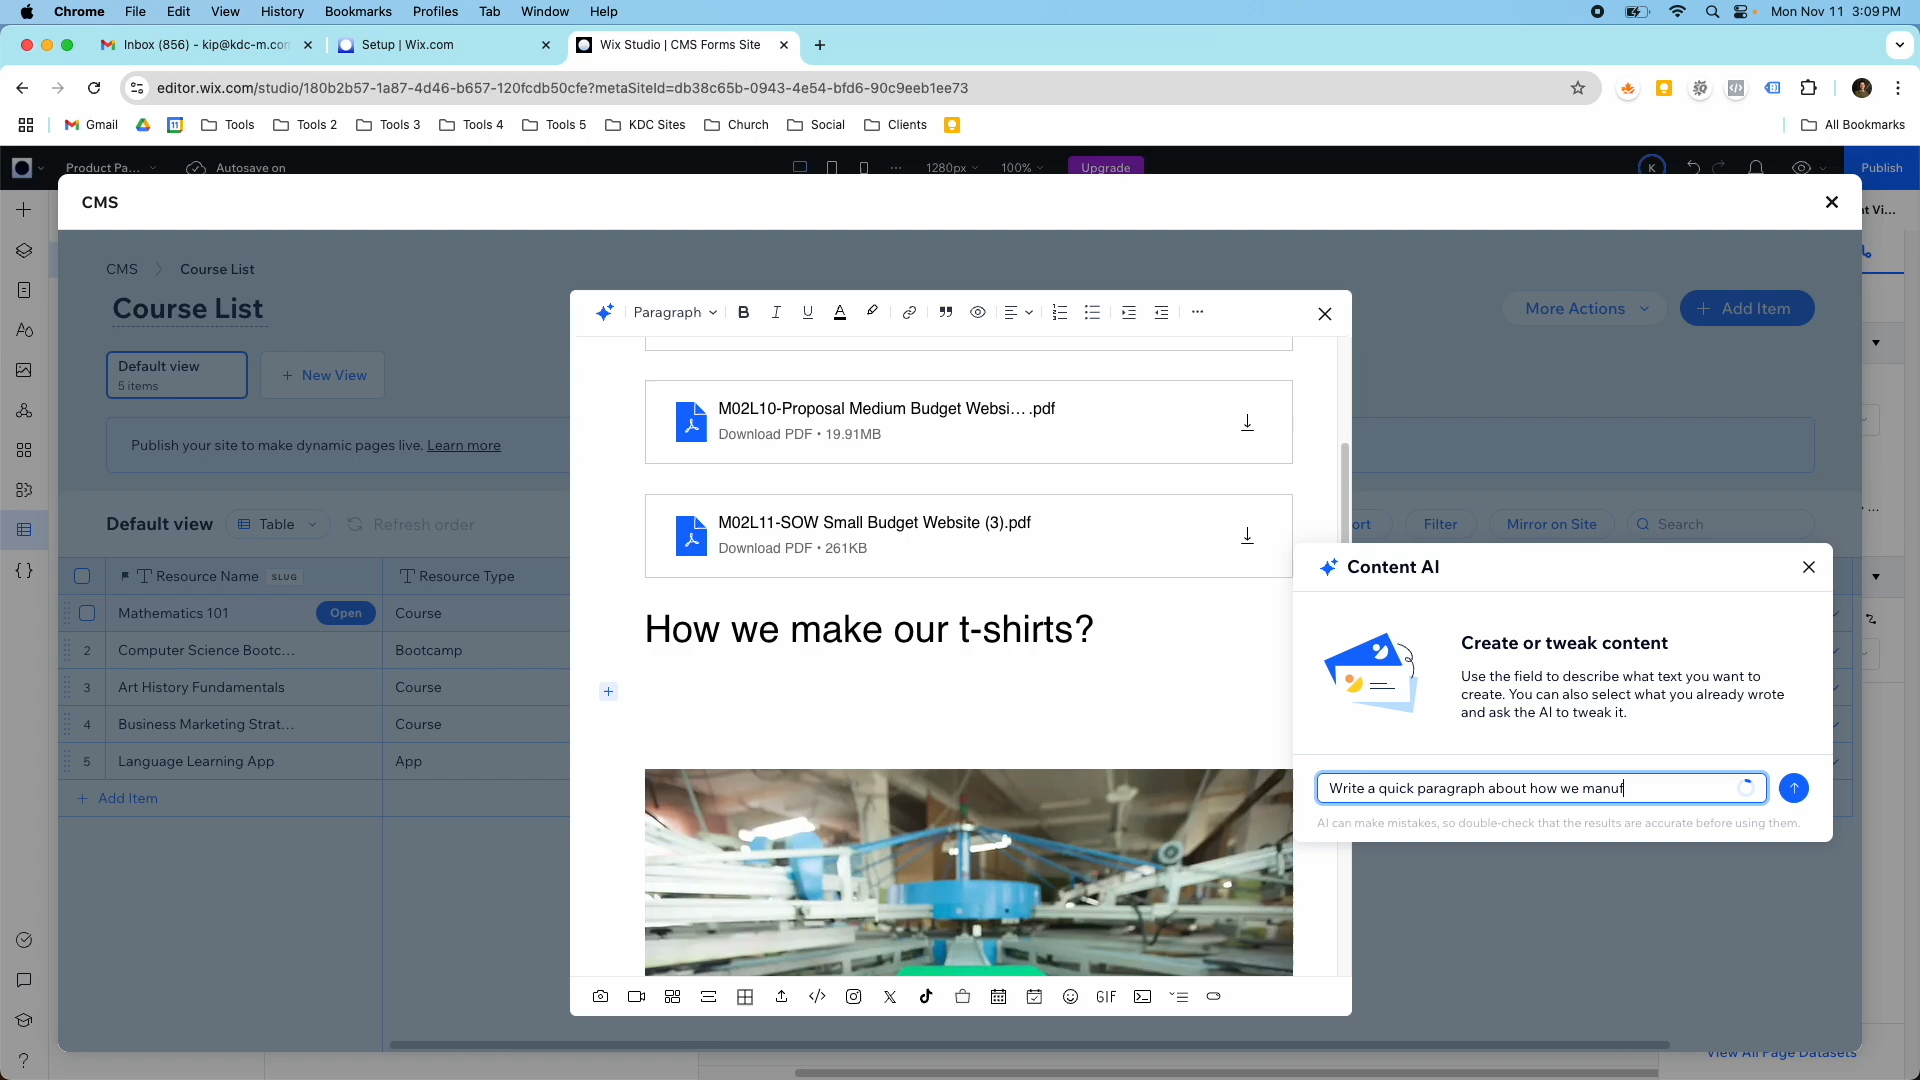 Chrome File Edit View History Bookmarks Profiles Tab Window Help
Mon Nov 11 3:09 PM
Inbox (856) - kip@kdc-m.con
Setup | Wix.com
Wix Studio | CMS Forms Site
editor.wix.com/studio/180b2b57-1a87-4d46-b657-120fcdb50cfe?metaSiteId=db38c65b-0943-4e54-bfd6-90c9eeb1ee73
Gmail
Tools
Tools 2
Tools 3
Tools 4
Tools 5
KDC Sites
Church
Social
Clients
All Bookmarks
Product Pa...
Autosave on
1280px
100%
Upgrade
K
Publish
CMS
CMS
Course List
Course List
More Actions
Add Item
Default view
5 items
New View
Publish your site to make dynamic pages live. Learn more
Default view
Table
Refresh order
ort
Filter
Mirror on Site
Search
Resource Name SLUG
Resource Type
Mathematics 101
Open
Course
2 Computer Science Bootc...
Bootcamp
3 Art History Fundamentals
Course
4 Business Marketing Strat...
Course
5 Language Learning App
App
Add Item
Paragraph
M02L10-Proposal Medium Budget Websi... .pdf
Download PDF • 19.91MB
M02L11-SOW Small Budget Website (3).pdf
Download PDF • 261KB
How we make our t-shirts?
GIF
Content AI
Create or tweak content
Use the field to describe what text you want to
create. You can also select what you already wrote
and ask the AI to tweak it.
Write a quick paragraph about how we manuf
AI can make mistakes, so double-check that the results are accurate before using them.
View All Page Datasets